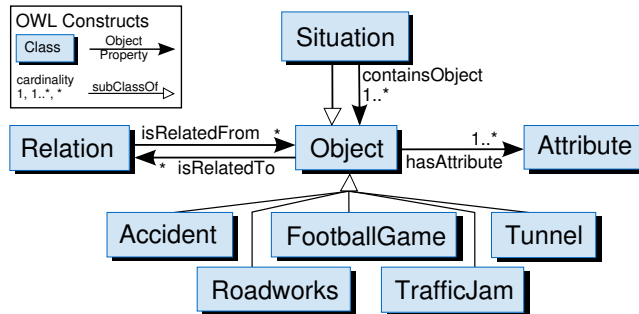 OWL Constructs
Class
Object
Property
cardinality
1, 1..*, *
subClassOf
Situation
containsObject
1..*
Relation
isRelatedFrom *
* isRelatedTo
Object
1..*
hasAttribute
Attribute
Accident
FootballGame
Tunnel
Roadworks
TrafficJam